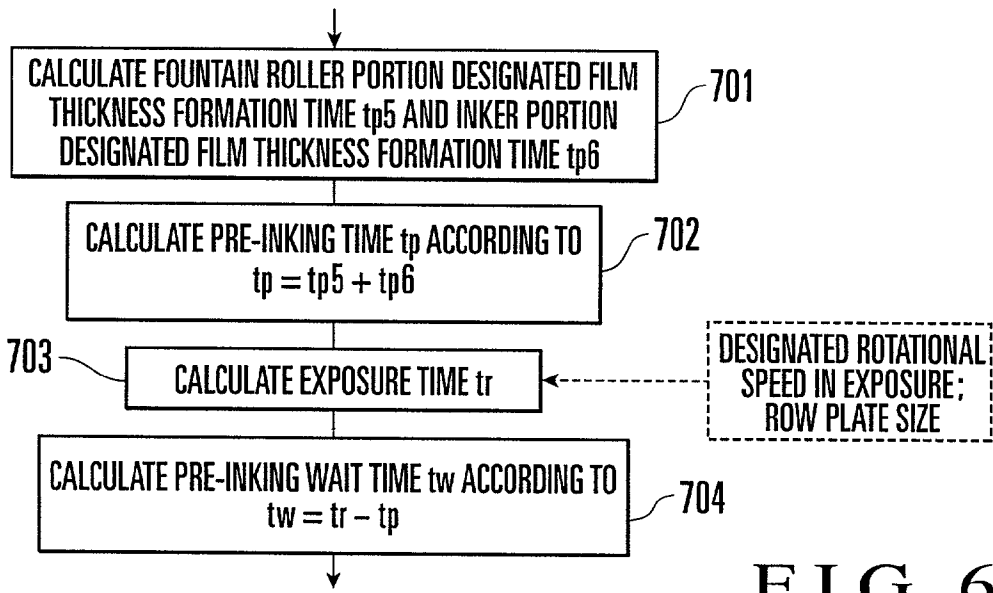 CALCULATE FOUNTAIN ROLLER PORTION DESIGNATED FILM
THICKNESS FORMATION TIME tp5 AND INKER PORTION
DESIGNATED FILM THICKNESS FORMATION TIME tp6
701
CALCULATE PRE-INKING TIME tp ACCORDING TO
tp = tp5 + tp6
702
703
CALCULATE EXPOSURE TIME tr
DESIGNATED ROTATIONAL
SPEED IN EXPOSURE;
ROW PLATE SIZE
CALCULATE PRE-INKING WAIT TIME tw ACCORDING TO
tw = tr – tp
704
FIG. 6